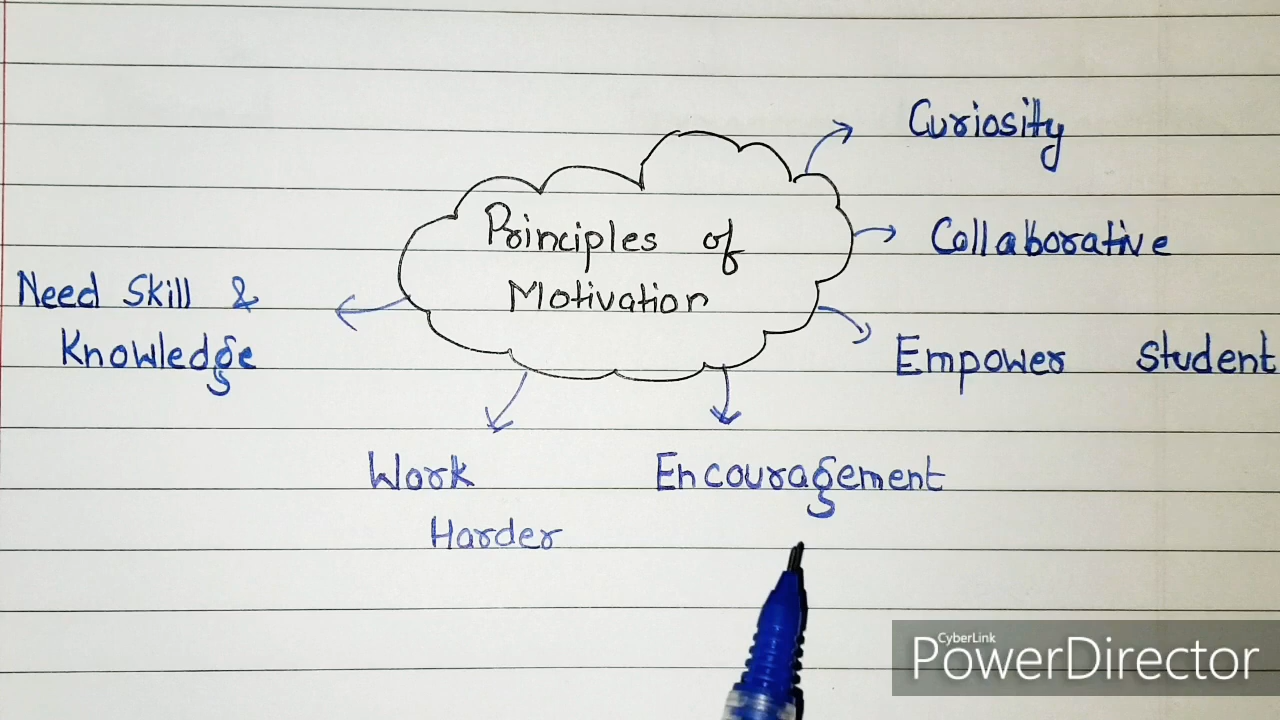 Principles of
Motivation
Curiosity
Collaborative
Empower Student
Encouragement
Work
Harder
Need Skill &
Knowledge
CyberLink
PowerDirector